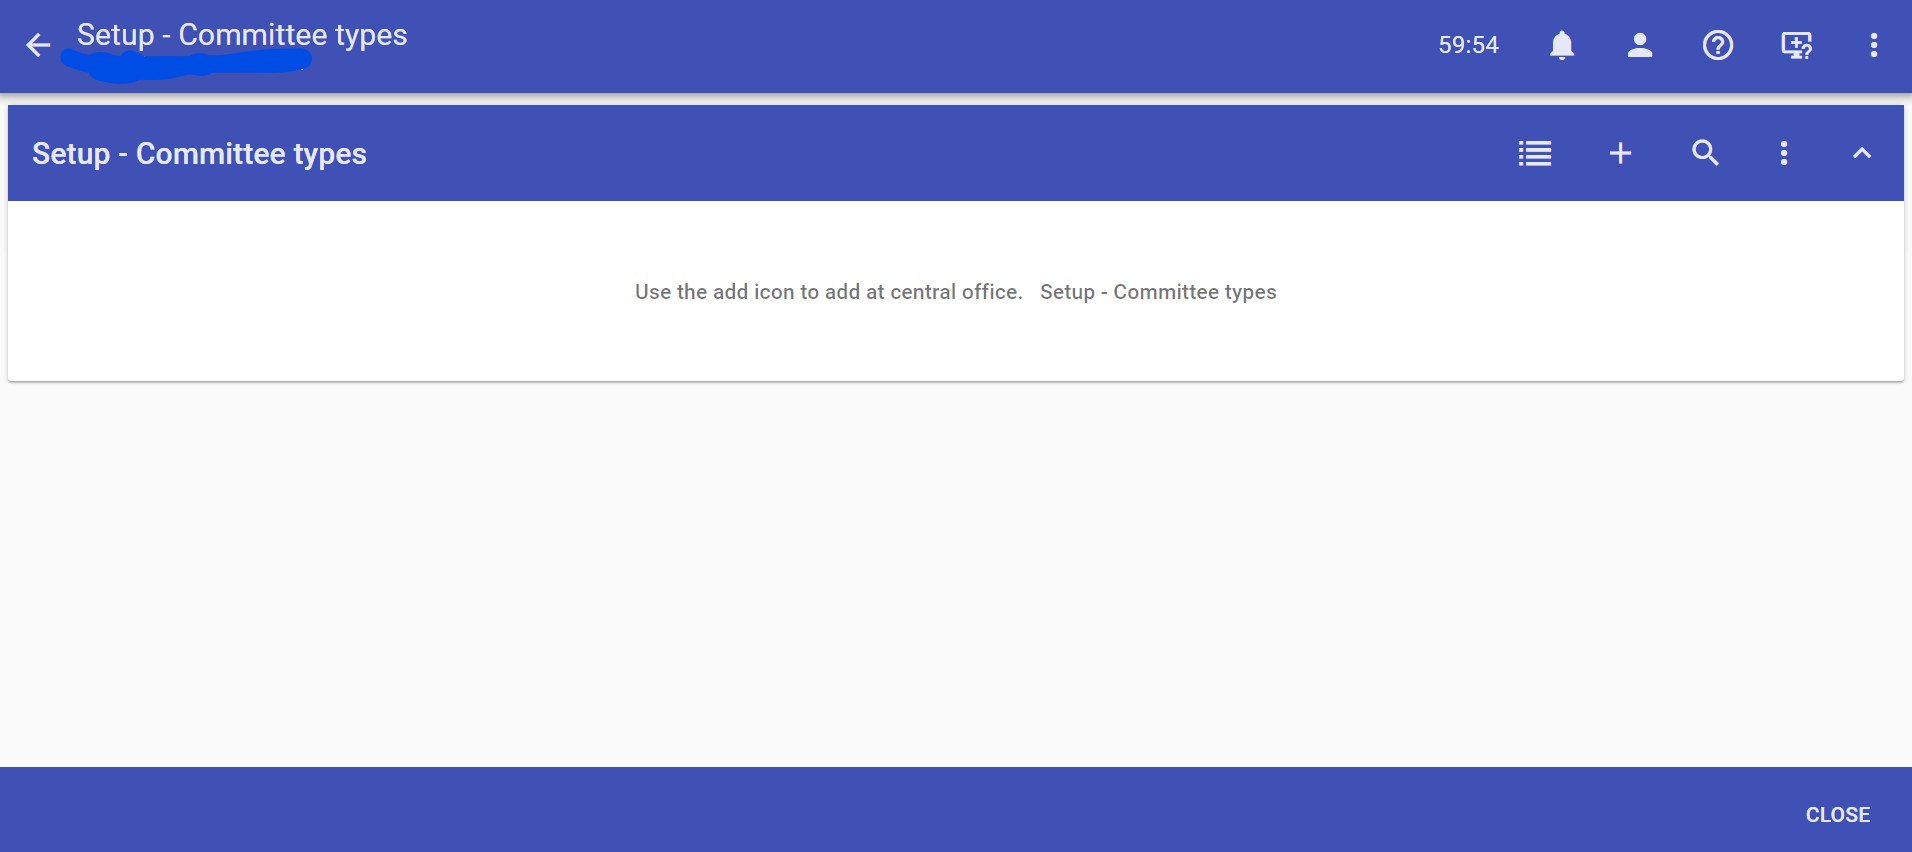 Setup - Committee types
59:54
Setup - Committee types
Use the add icon to add at central office. Setup - Committee types
CLOSE